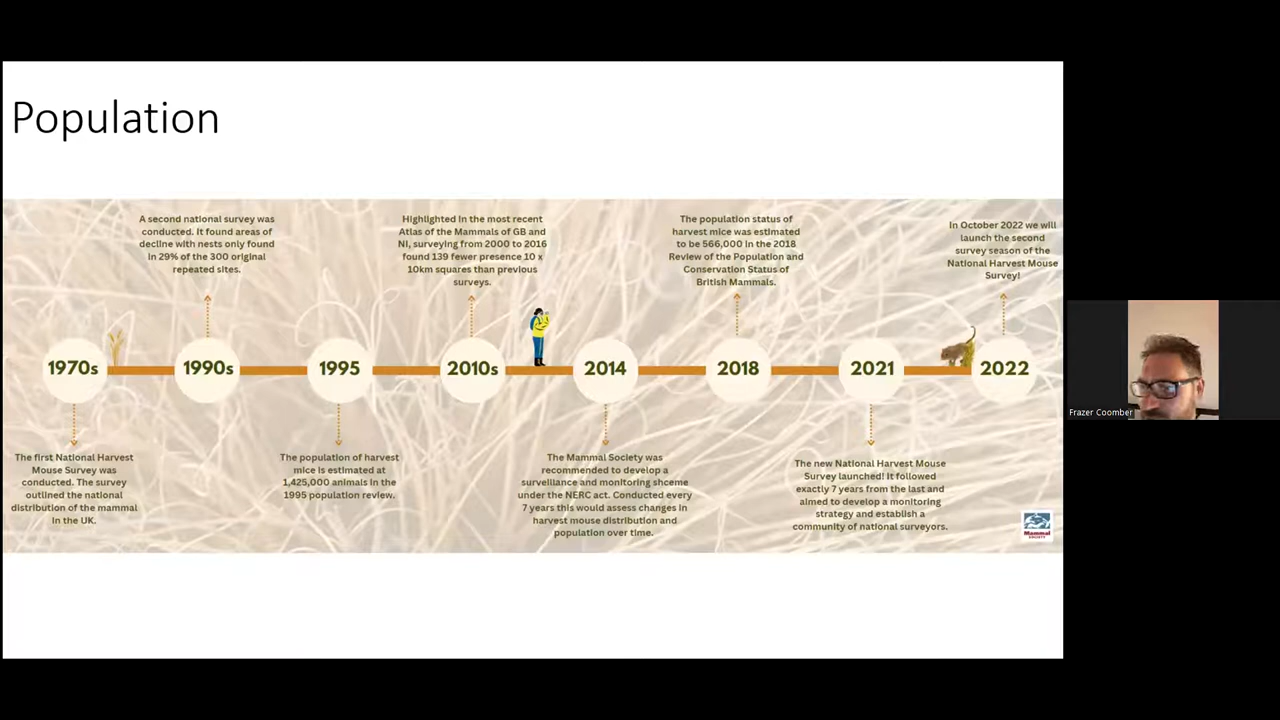 Population
A second national survey was
conducted. It found areas of
decline with nests only found
in 29% of the 300 original
repeated sites.
Highlighted in the most recent
Atlas of the Mammals of GB and
NI, surveying from 2000 to 2016
found 139 fewer presence 10 x
10km squares than previous
surveys.
The population status of
harvest mice was estimated
to be 566,000 in the 2018
Review of the Population and
Conservation Status of
British Mammals.
In October 2022 we will
launch the second
survey season of the
National Harvest Mouse
Survey!
1970s
1990s
1995
2010s
2014
2018
2021
2022
The first National Harvest
Mouse Survey was
conducted. The survey
outlined the national
distribution of the mammal
in the UK.
The population of harvest
mice is estimated at
1,425,000 animals in the
1995 population review.
The Mammal Society was
recommended to develop a
surveillance and monitoring shceme
under the NERC act. Conducted every
7 years this would assess changes in
harvest mouse distribution and
population over time.
The new National Harvest Mouse
Survey launched! It followed
exactly 7 years from the last and
aimed to develop a monitoring
strategy and establish a
community of national surveyors.
Mammal
SOCIETY
Frazer Coomber